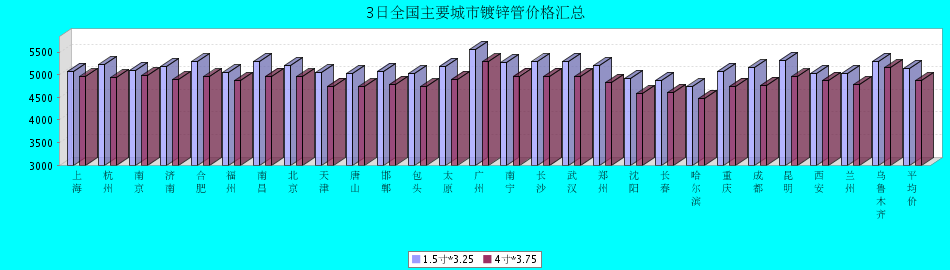 3日全国主要城市镀锌管价格汇总
5500
5000
4500
4000
3500
3000
上海 杭州 南京 济南 合肥 福州 南昌 北京 天津 唐山 邯郸 包头 太原 广州 南宁 长沙 武汉 郑州 沈阳 长春 哈尔滨 重庆 成都 昆明 西安 兰州 乌鲁木齐 平均价
1.5寸*3.25 4寸*3.75